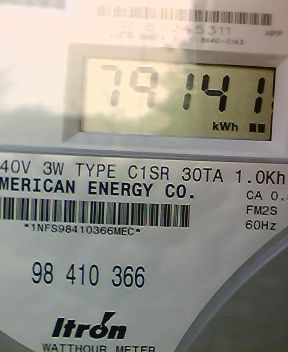 HPP
79141
kWh
40V 3W TYPE C1SR 30TA 1.0Kh
MERICAN ENERGY CO.
CA 0.
FM2S
60Hz
*1NFS98410366MEC*
98 410 366
Itron
WATTHOUR METER